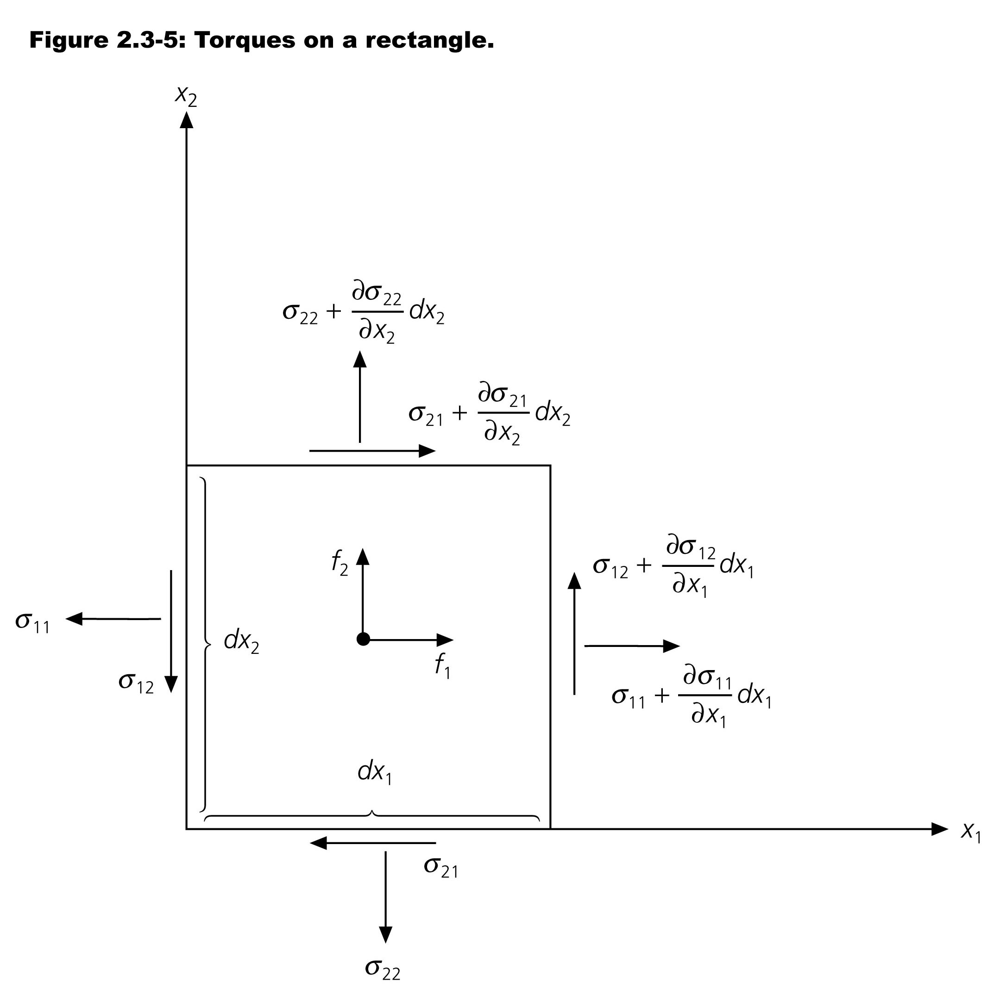 Figure 2.3-5: Torques on a rectangle.
x₂
σ₂₂ + ∂σ₂₂/∂x₂ dx₂
σ₂₁ + ∂σ₂₁/∂x₂ dx₂
f₂
σ₁₂ + ∂σ₁₂/∂x₁ dx₁
σ₁₁
dx₂
f₁
σ₁₂
σ₁₁ + ∂σ₁₁/∂x₁ dx₁
dx₁
x₁
σ₂₁
σ₂₂